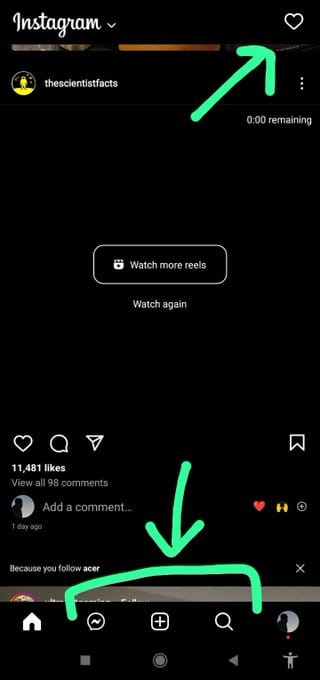 Instagram
thescientistfacts
0:00 remaining
Watch more reels
Watch again
11,481 likes
View all 98 comments
Add a comment...
1 day ago
Because you follow acer
Follow